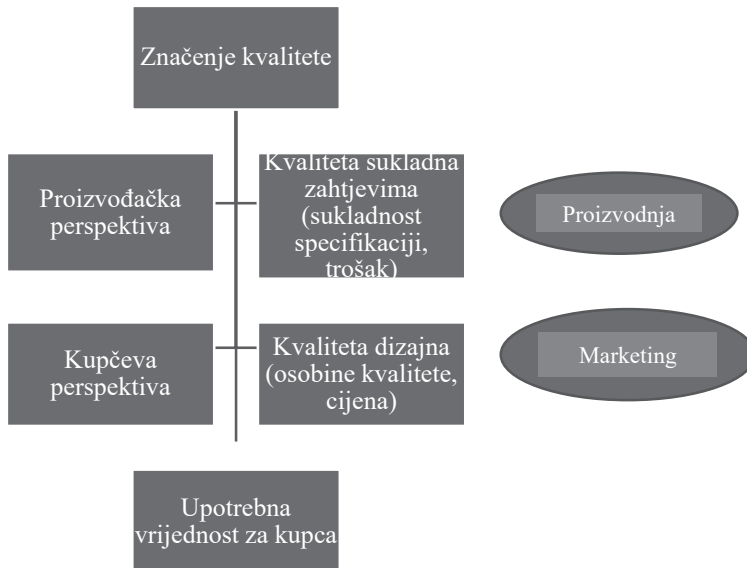 Značenje kvalitete
Proizvođačka
perspektiva
Kvaliteta sukladna
zahtjevima
(sukladnost
specifikaciji,
trošak)
Proizvodnja
Kupčeva
perspektiva
Kvaliteta dizajna
(osobine kvalitete,
cijena)
Marketing
Upotrebna
vrijednost za kupca